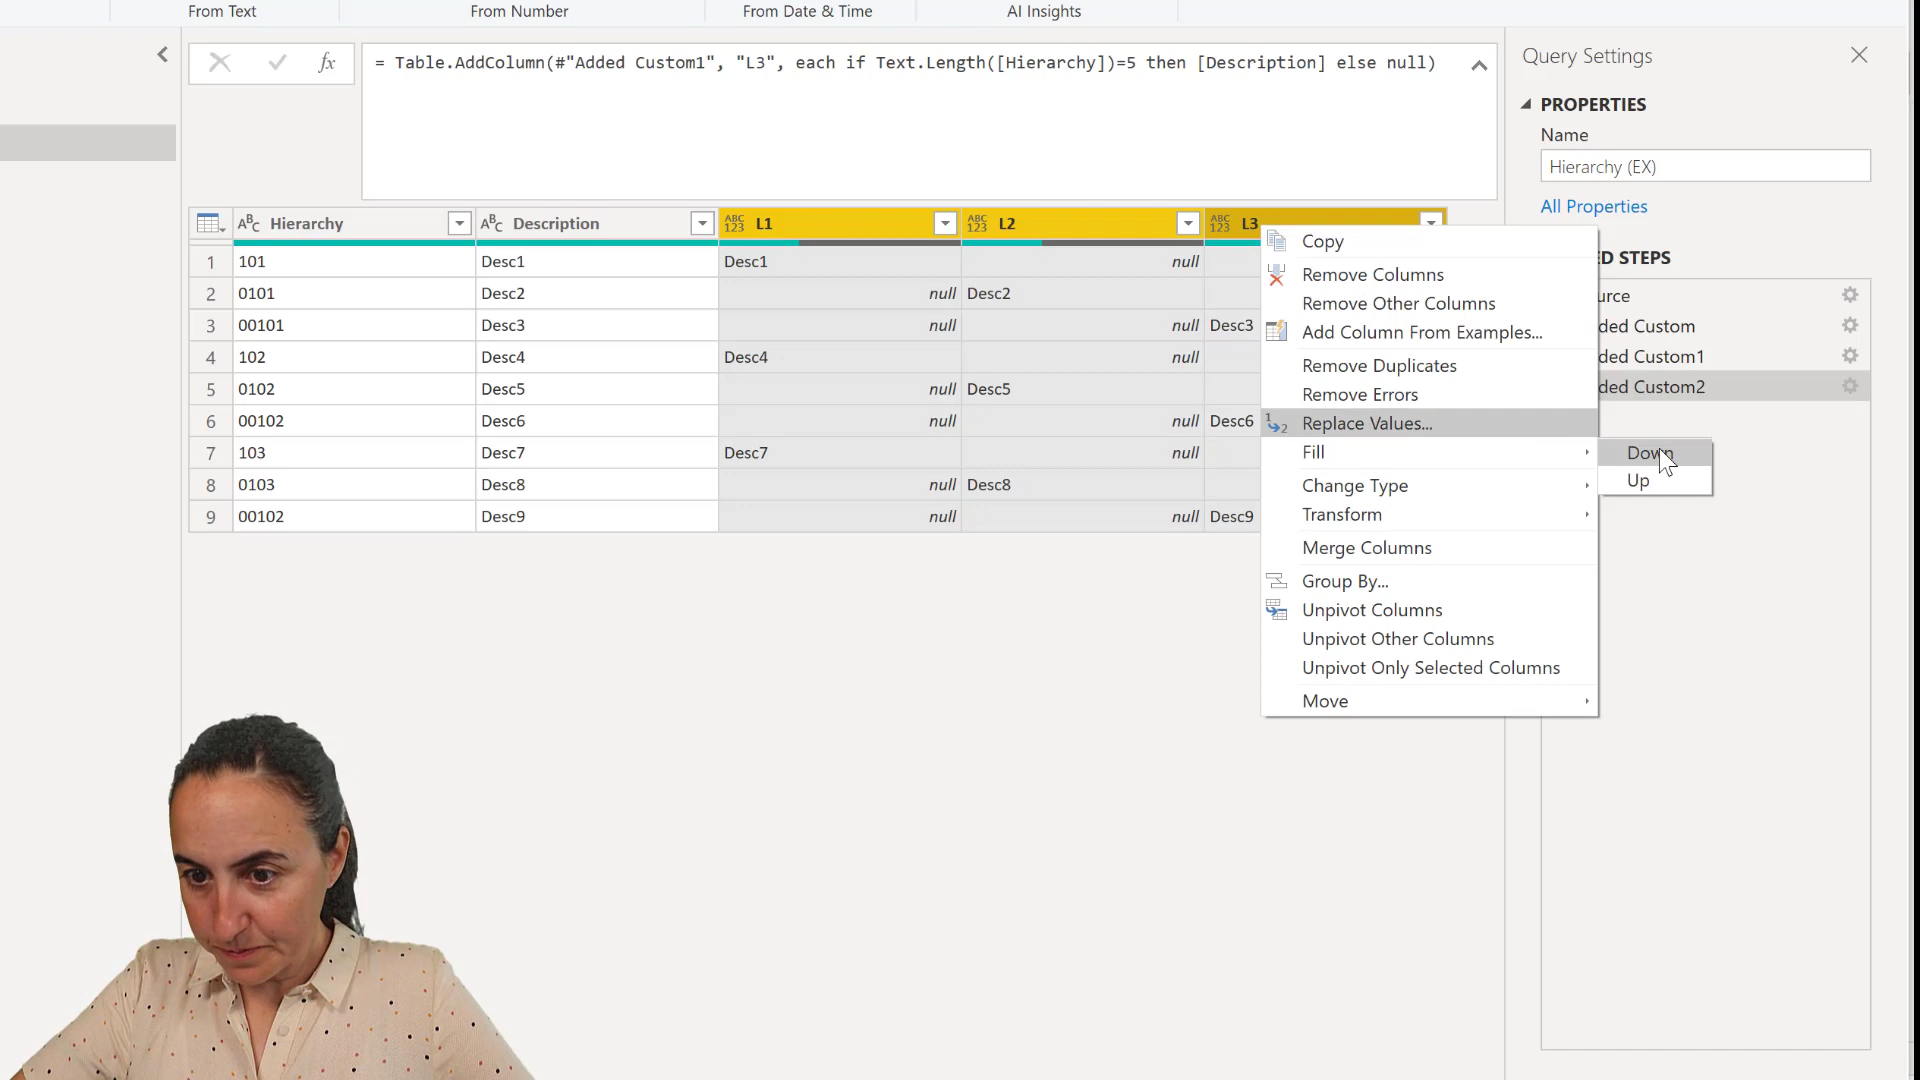 From Text From Number From Date & Time AI Insights
fx = Table.AddColumn(#"Added Custom1", "L3", each if Text.Length([Hierarchy])=5 then [Description] else null)
Hierarchy Description L1 L2 L3
1 101 Desc1 Desc1 null
2 0101 Desc2 null Desc2
3 00101 Desc3 null null Desc3
4 102 Desc4 Desc4 null
5 0102 Desc5 null Desc5
6 00102 Desc6 null null Desc6
7 103 Desc7 Desc7 null
8 0103 Desc8 null Desc8
9 00102 Desc9 null null Desc9
Copy
Remove Columns
Remove Other Columns
Add Column From Examples...
Remove Duplicates
Remove Errors
Replace Values...
Fill
Change Type
Transform
Merge Columns
Group By...
Unpivot Columns
Unpivot Other Columns
Unpivot Only Selected Columns
Move
Down
Up
Query Settings
PROPERTIES
Name
Hierarchy (EX)
All Properties
D STEPS
urce
ded Custom
ded Custom1
ded Custom2